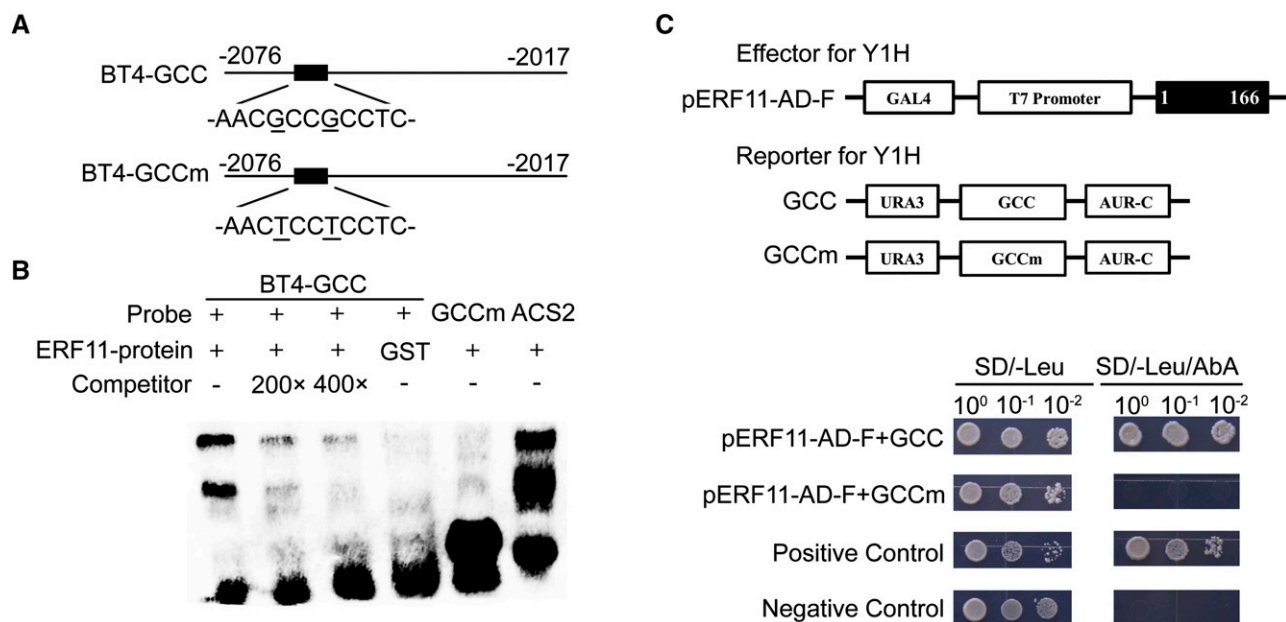 A
-2076 -2017
BT4-GCC
-AACGCCGCCTC-
-2076 -2017
BT4-GCCm
-AACTCCTCCTC-
B
BT4-GCC
Probe + + + + GCCm ACS2
ERF11-protein + + + GST + +
Competitor - 200× 400× - - -
C
Effector for Y1H
pERF11-AD-F GAL4 T7 Promoter 1 166
Reporter for Y1H
GCC URA3 GCC AUR-C
GCCm URA3 GCCm AUR-C
SD/-Leu SD/-Leu/AbA
10⁰ 10⁻¹ 10⁻² 10⁰ 10⁻¹ 10⁻²
pERF11-AD-F+GCC
pERF11-AD-F+GCCm
Positive Control
Negative Control